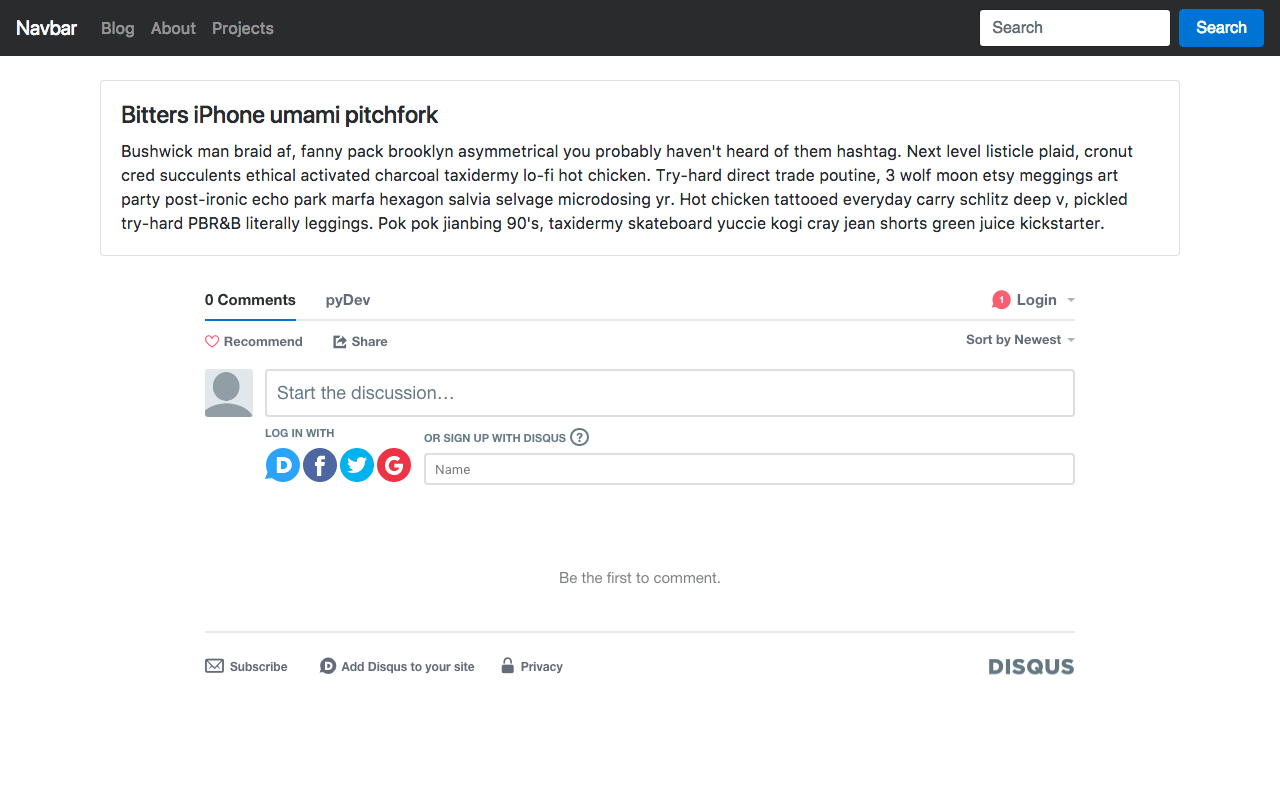 Navbar Blog About Projects Search Search
Bitters iPhone umami pitchfork
Bushwick man braid af, fanny pack brooklyn asymmetrical you probably haven't heard of them hashtag. Next level listicle plaid, cronut
cred succulents ethical activated charcoal taxidermy lo-fi hot chicken. Try-hard direct trade poutine, 3 wolf moon etsy meggings art
party post-ironic echo park marfa hexagon salvia selvage microdosing yr. Hot chicken tattooed everyday carry schlitz deep v, pickled
try-hard PBR&B literally leggings. Pok pok jianbing 90's, taxidermy skateboard yuccie kogi cray jean shorts green juice kickstarter.
0 Comments pyDev 1 Login
Recommend Share Sort by Newest
Start the discussion…
LOG IN WITH
OR SIGN UP WITH DISQUS ?
D f G
Name
Be the first to comment.
Subscribe D Add Disqus to your site Privacy DISQUS